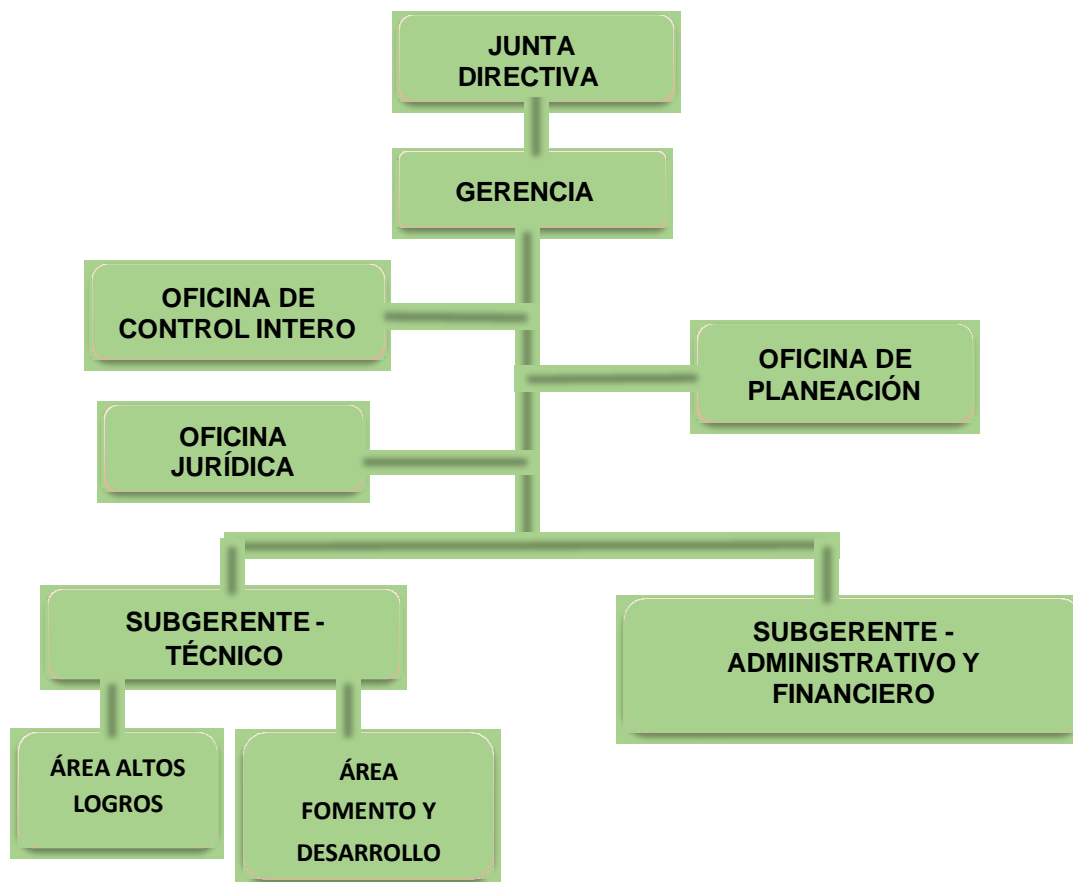 JUNTA
DIRECTIVA
GERENCIA
OFICINA DE
CONTROL INTERO
OFICINA DE
PLANEACIÓN
OFICINA
JURÍDICA
SUBGERENTE -
TÉCNICO
SUBGERENTE -
ADMINISTRATIVO Y
FINANCIERO
ÁREA ALTOS
LOGROS
ÁREA
FOMENTO Y
DESARROLLO